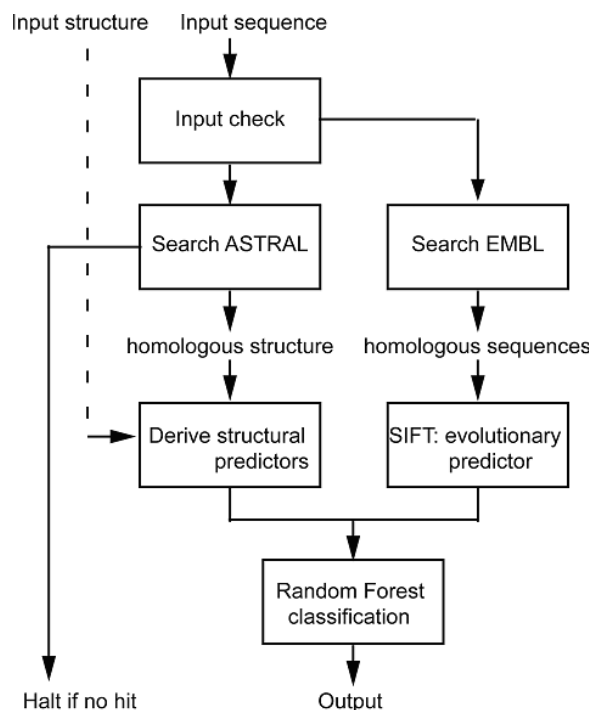 Input structure
Input sequence
Input check
Search ASTRAL
Search EMBL
homologous structure
homologous sequences
Derive structural
predictors
SIFT: evolutionary
predictor
Random Forest
classification
Halt if no hit
Output